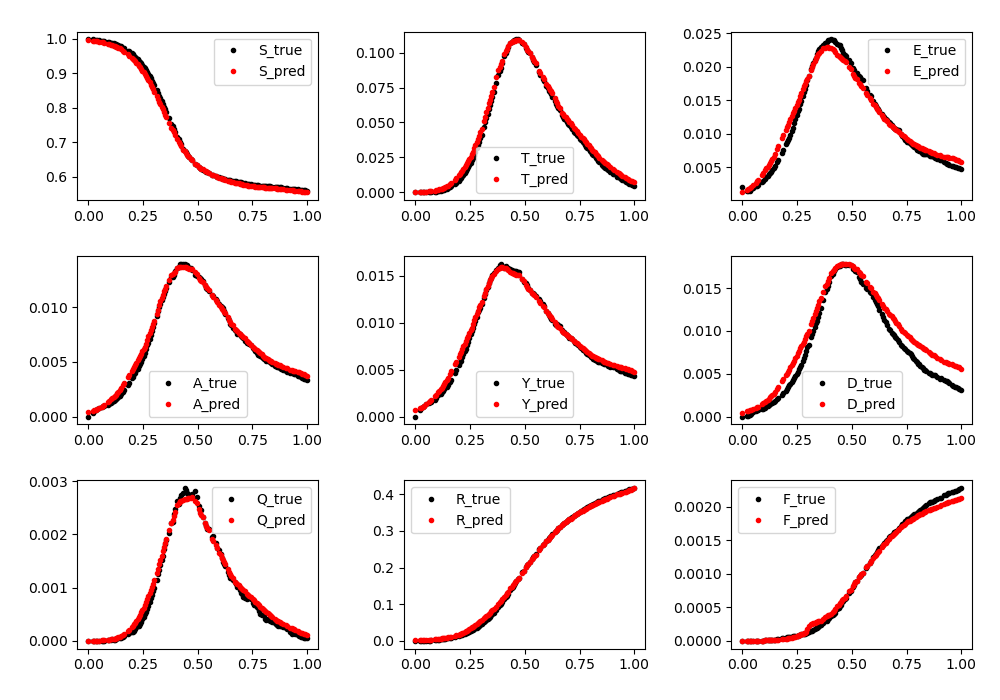 1.0
0.9
0.8
0.7
0.6
0.00 0.25 0.50 0.75 1.00
S_true
S_pred
0.100
0.075
0.050
0.025
0.000
0.00 0.25 0.50 0.75 1.00
T_true
T_pred
0.025
0.020
0.015
0.010
0.005
0.00 0.25 0.50 0.75 1.00
E_true
E_pred
0.010
0.005
0.000
0.00 0.25 0.50 0.75 1.00
A_true
A_pred
0.015
0.010
0.005
0.000
0.00 0.25 0.50 0.75 1.00
Y_true
Y_pred
0.015
0.010
0.005
0.000
0.00 0.25 0.50 0.75 1.00
D_true
D_pred
0.003
0.002
0.001
0.000
0.00 0.25 0.50 0.75 1.00
Q_true
Q_pred
0.4
0.3
0.2
0.1
0.0
0.00 0.25 0.50 0.75 1.00
R_true
R_pred
0.0020
0.0015
0.0010
0.0005
0.0000
0.00 0.25 0.50 0.75 1.00
F_true
F_pred